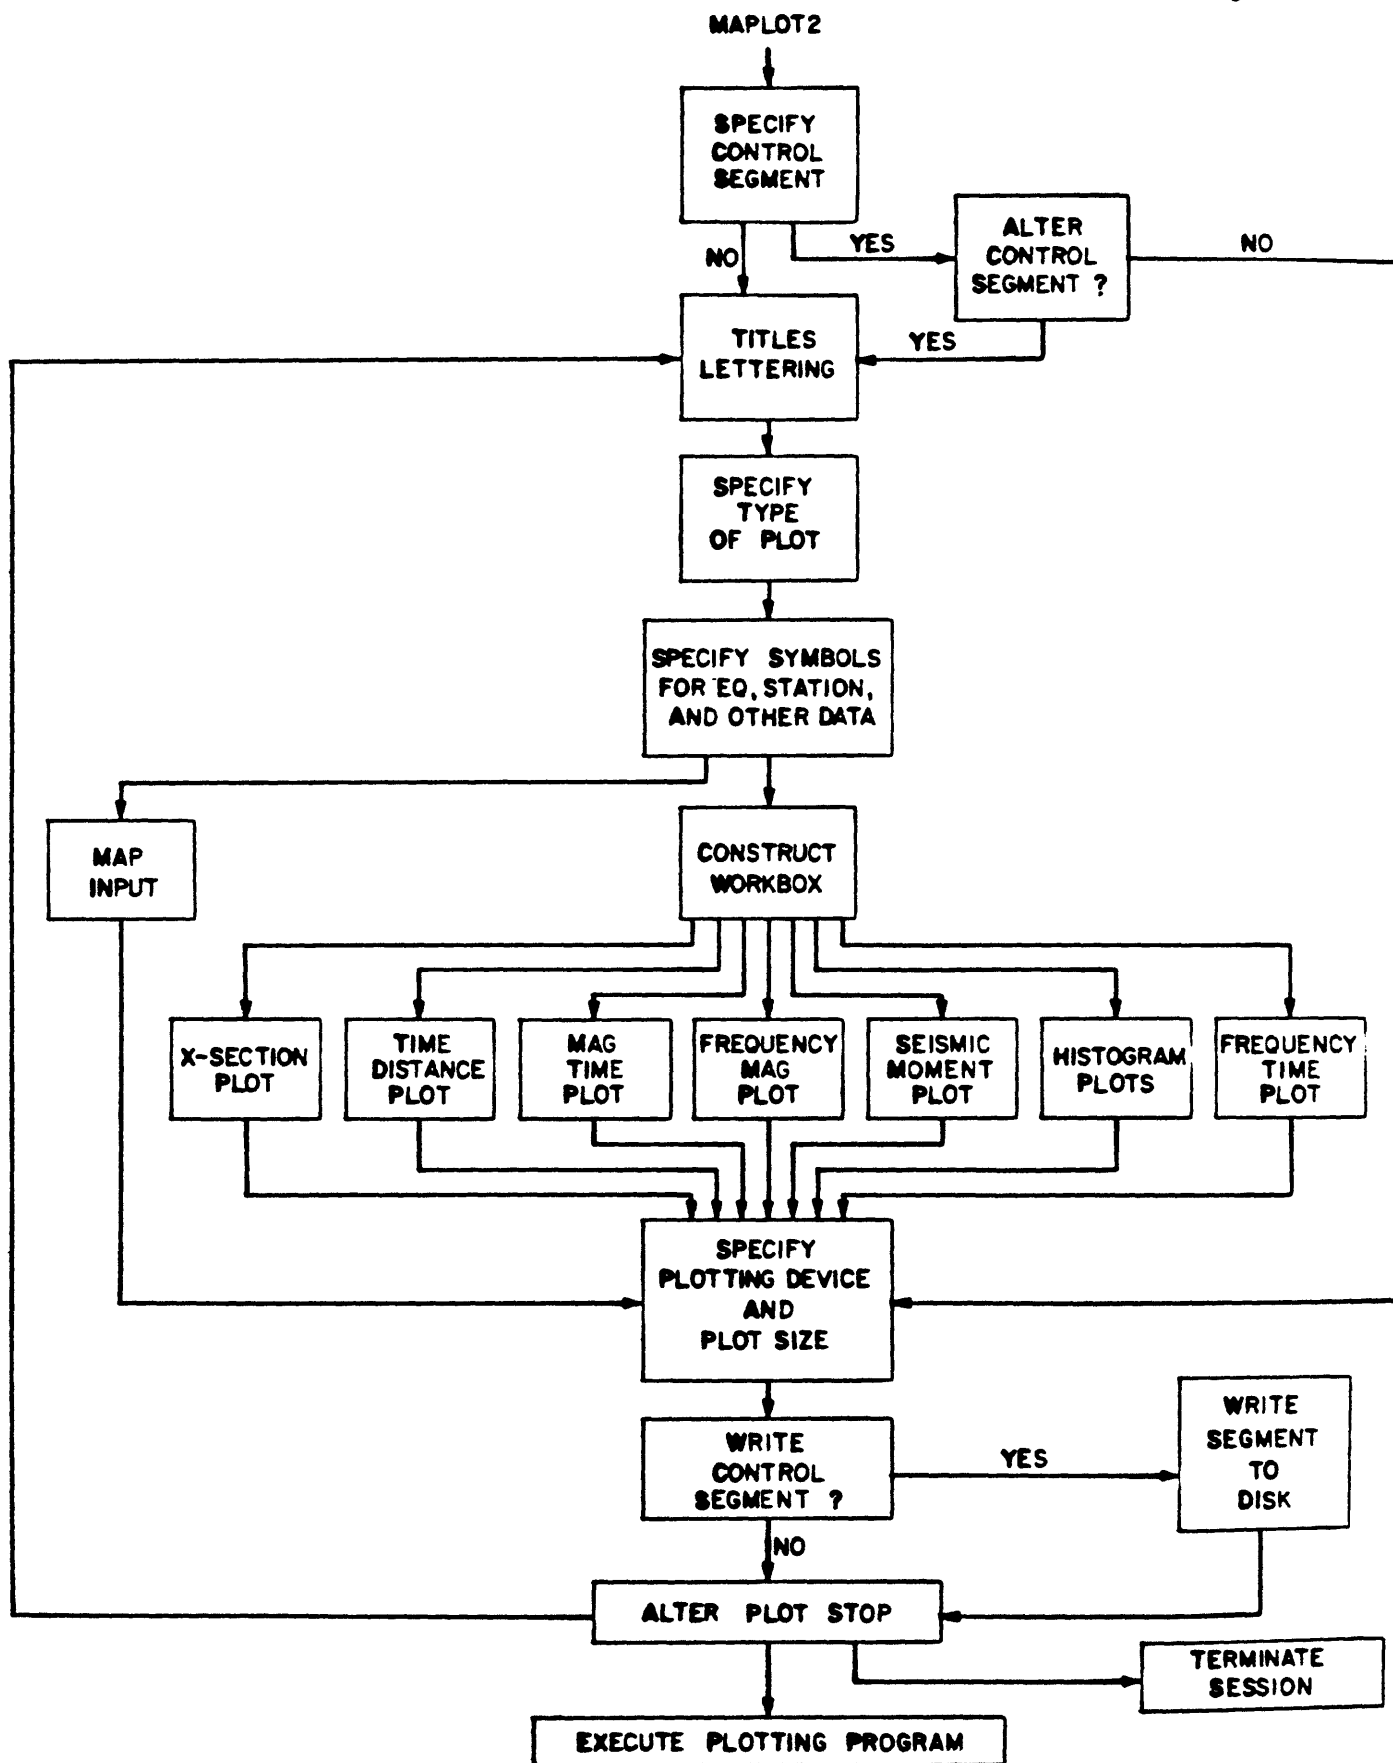 MAPLOT2
SPECIFY
CONTROL
SEGMENT
NO
YES
ALTER
CONTROL
SEGMENT ?
NO
YES
TITLES
LETTERING
SPECIFY
TYPE
OF PLOT
SPECIFY SYMBOLS
FOR EQ, STATION,
AND OTHER DATA
MAP
INPUT
CONSTRUCT
WORKBOX
X-SECTION
PLOT
TIME
DISTANCE
PLOT
MAG
TIME
PLOT
FREQUENCY
MAG
PLOT
SEISMIC
MOMENT
PLOT
HISTOGRAM
PLOTS
FREQUENCY
TIME
PLOT
SPECIFY
PLOTTING DEVICE
AND
PLOT SIZE
WRITE
CONTROL
SEGMENT ?
YES
WRITE
SEGMENT
TO
DISK
NO
ALTER PLOT STOP
TERMINATE
SESSION
EXECUTE PLOTTING PROGRAM